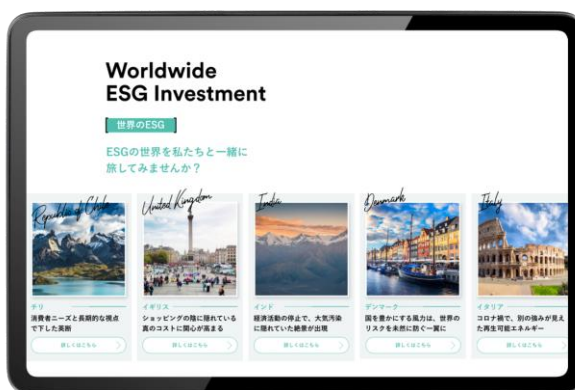 Worldwide
ESG Investment
世界のESG
ESGの世界を私たちと一緒に
旅してみませんか？
Republic of Chile
チリ
消費者ニーズと長期的な視点
で下した英断
詳しくはこちら
United Kingdom
イギリス
ショッピングの陰に隠れている
真のコストに関心が高まる
詳しくはこちら
India
インド
経済活動の停止で、大気汚染
に隠れていた絶景が出現
詳しくはこちら
Denmark
デンマーク
国を豊かにする風力は、世界の
リスクを未然に防ぐ一翼に
詳しくはこちら
Italy
イタリア
コロナ禍で、別の強みが見え
た再生可能エネルギー
詳しくはこちら